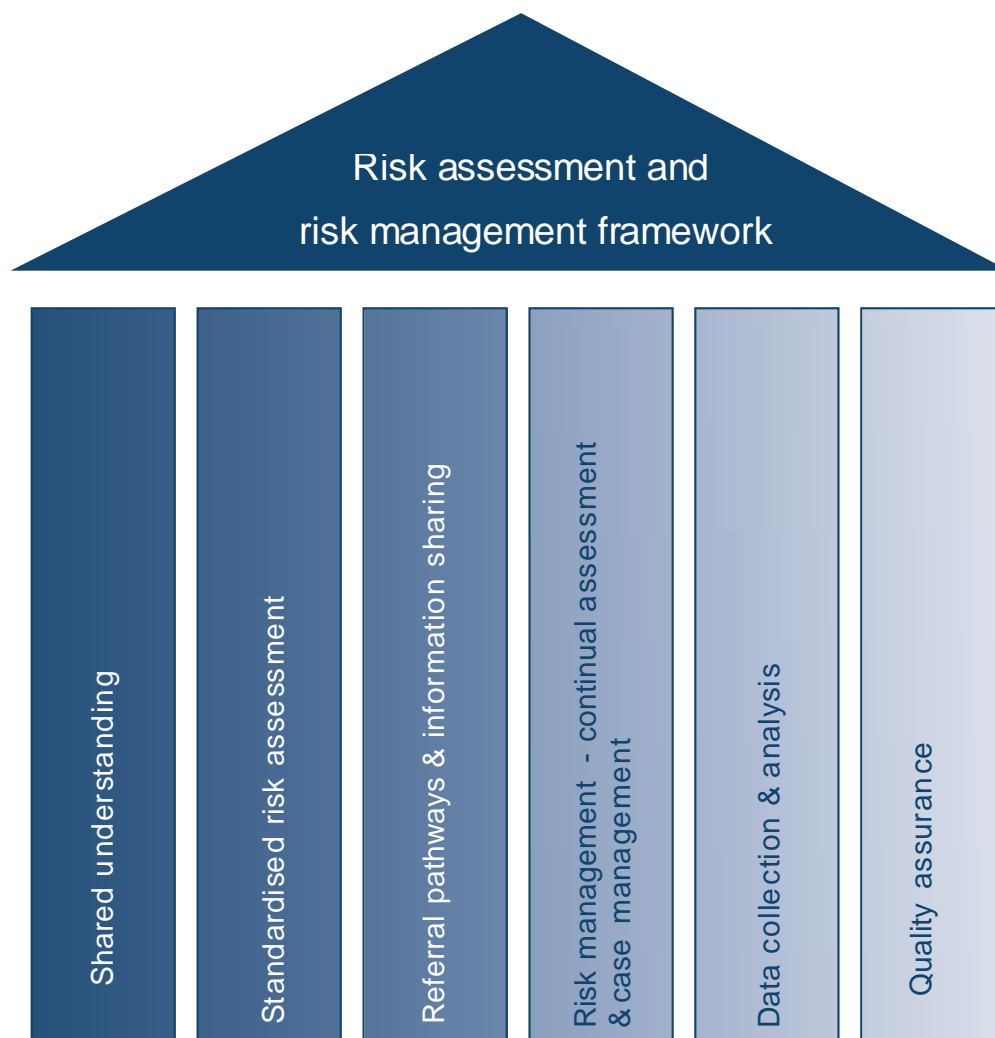 Risk assessment and
risk management framework
Shared understanding
Standardised risk assessment
Referral pathways & information sharing
Risk management - continual assessment
& case management
Data collection & analysis
Quality assurance